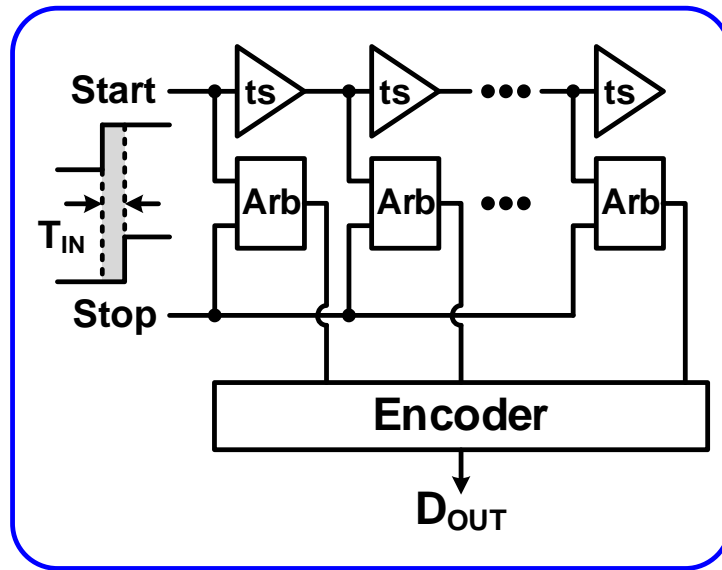 Start
ts
ts
ts
Arb
Arb
Arb
TIN
Stop
Encoder
DOUT